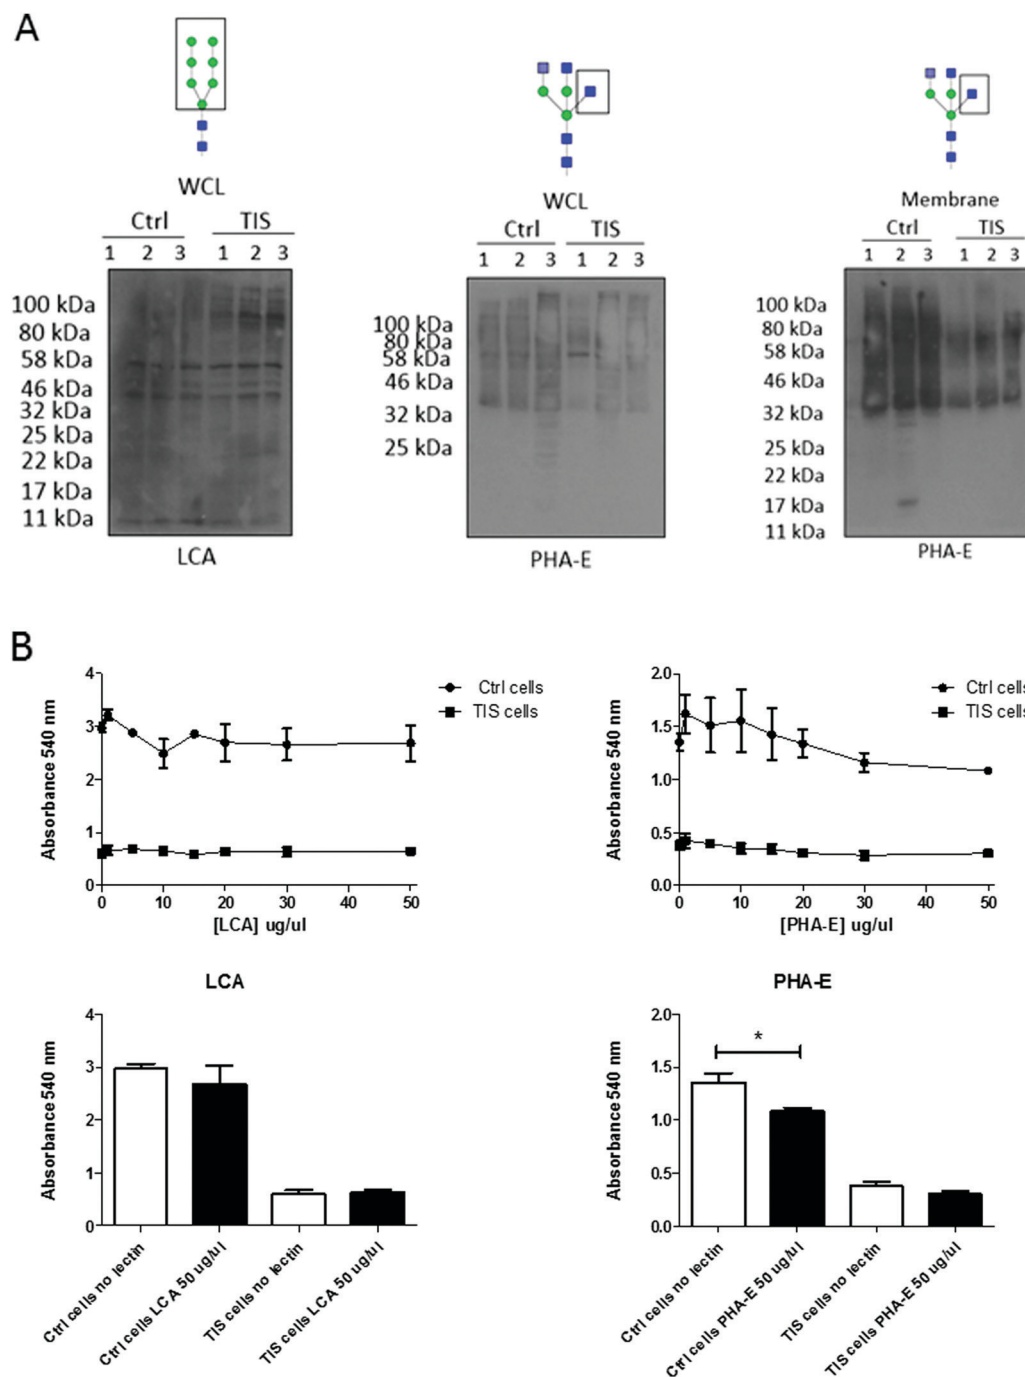 A
WCL
Ctrl TIS
1 2 3 1 2 3
100 kDa
80 kDa
58 kDa
46 kDa
32 kDa
25 kDa
22 kDa
17 kDa
11 kDa
LCA
WCL
Ctrl TIS
1 2 3 1 2 3
100 kDa
80 kDa
58 kDa
46 kDa
32 kDa
25 kDa
PHA-E
Membrane
Ctrl TIS
1 2 3 1 2 3
100 kDa
80 kDa
58 kDa
46 kDa
32 kDa
25 kDa
22 kDa
17 kDa
11 kDa
PHA-E
B
Absorbance 540 nm
4
3
2
1
0
0 10 20 30 40 50
[LCA] ug/ul
Ctrl cells
TIS cells
Absorbance 540 nm
2.0
1.5
1.0
0.5
0.0
0 10 20 30 40 50
[PHA-E] ug/ul
Ctrl cells
TIS cells
LCA
Absorbance 540 nm
4
3
2
1
0
Ctrl cells no lectin
Ctrl cells LCA 50 ug/ul
TIS cells no lectin
TIS cells LCA 50 ug/ul
PHA-E
*
Absorbance 540 nm
2.0
1.5
1.0
0.5
0.0
Ctrl cells no lectin
Ctrl cells PHA-E 50 ug/ul
TIS cells no lectin
TIS cells PHA-E 50 ug/ul